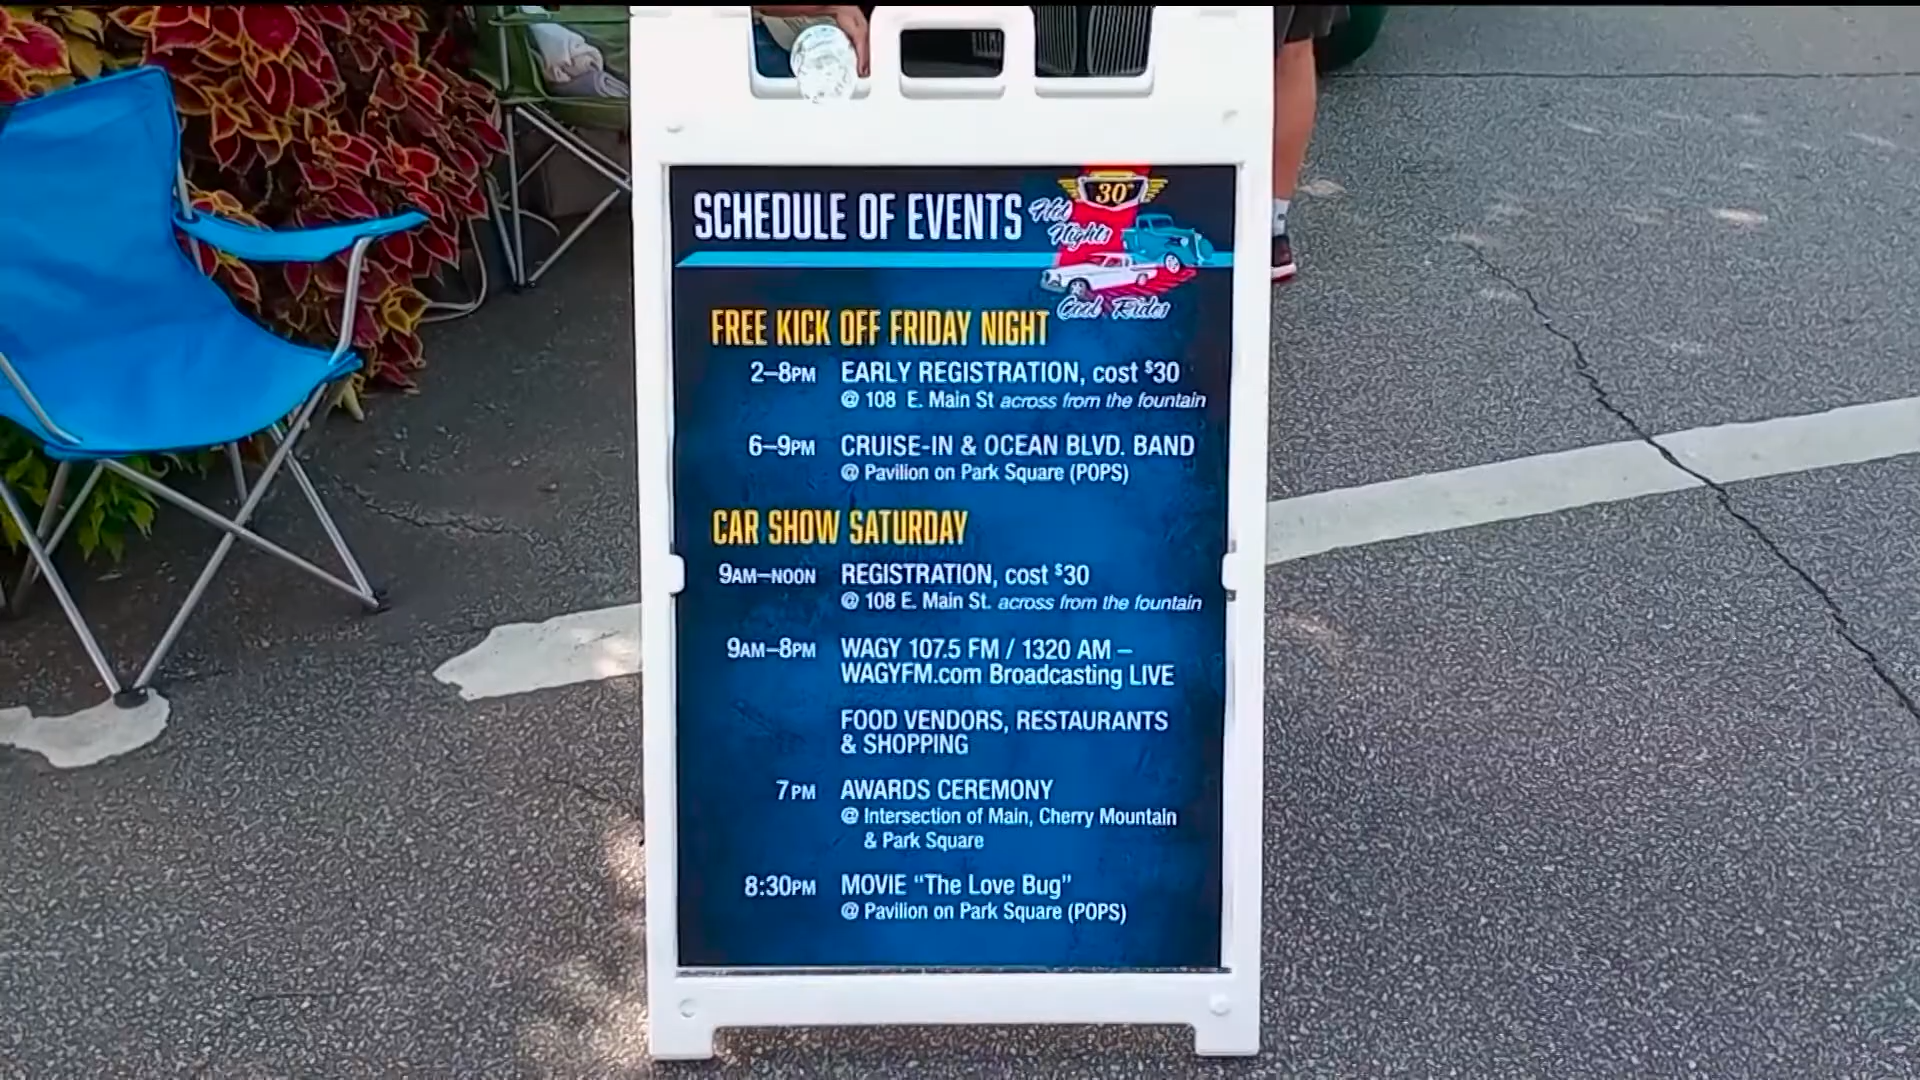 SCHEDULE OF EVENTS
30th
Hot
Nights
Cool Rides
FREE KICK OFF FRIDAY NIGHT
2–8PM EARLY REGISTRATION, cost $30
@ 108 E. Main St across from the fountain
6–9PM CRUISE-IN & OCEAN BLVD. BAND
@ Pavilion on Park Square (POPS)
CAR SHOW SATURDAY
9AM–NOON REGISTRATION, cost $30
@ 108 E. Main St. across from the fountain
9AM–8PM WAGY 107.5 FM / 1320 AM –
WAGYFM.com Broadcasting LIVE
FOOD VENDORS, RESTAURANTS
& SHOPPING
7PM AWARDS CEREMONY
@ Intersection of Main, Cherry Mountain
& Park Square
8:30PM MOVIE “The Love Bug”
@ Pavilion on Park Square (POPS)